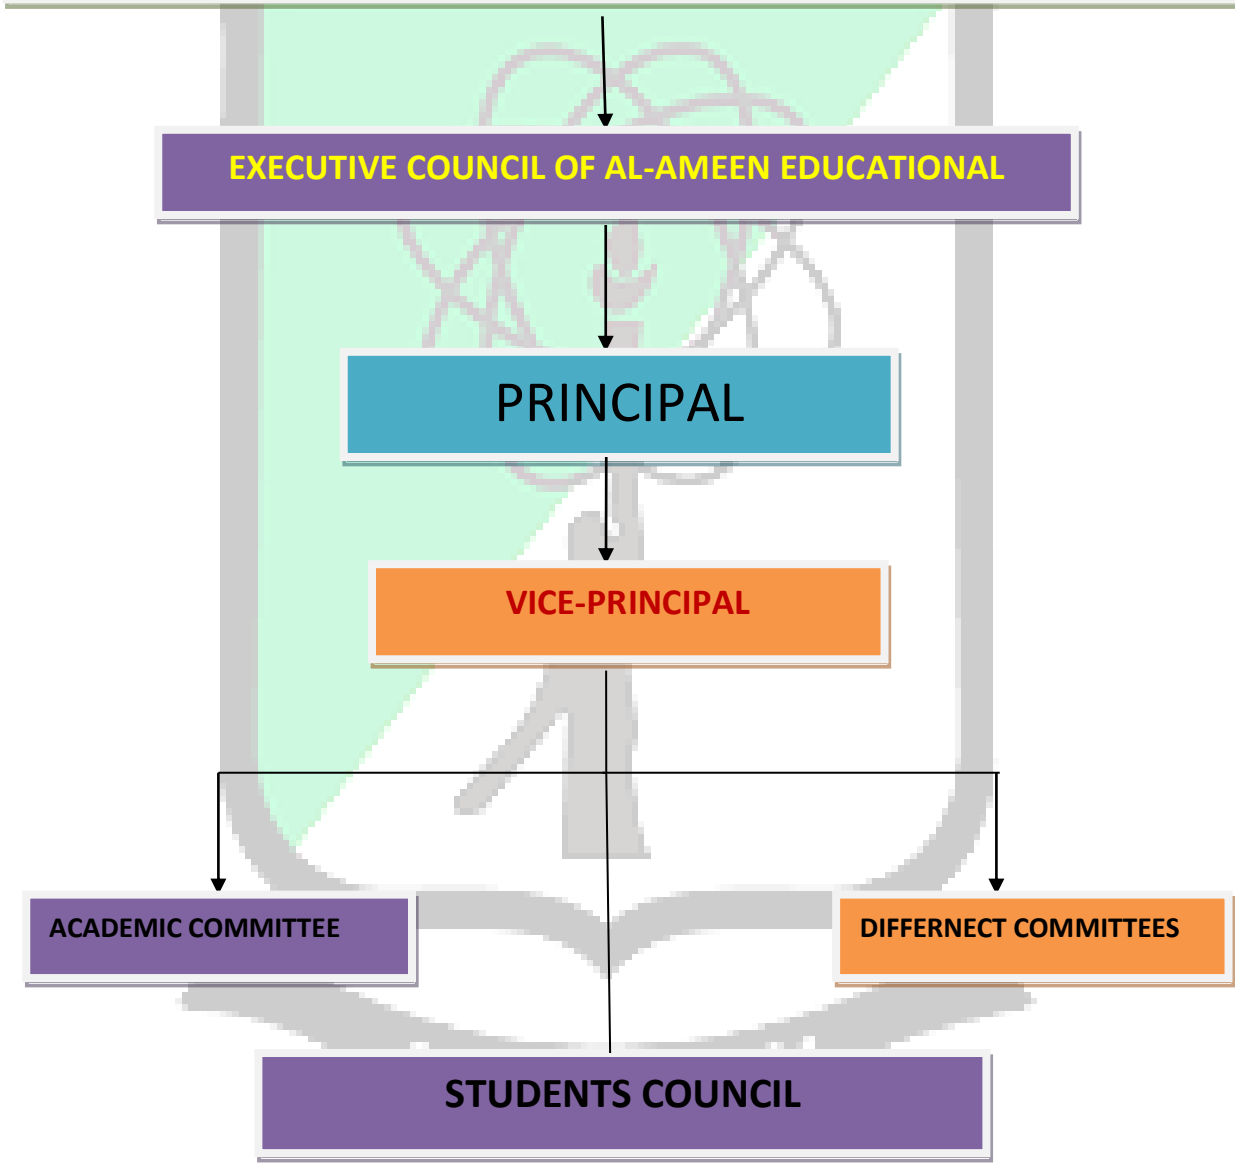 EXECUTIVE COUNCIL OF AL-AMEEN EDUCATIONAL
PRINCIPAL
VICE-PRINCIPAL
ACADEMIC COMMITTEE
DIFFERNECT COMMITTEES
STUDENTS COUNCIL